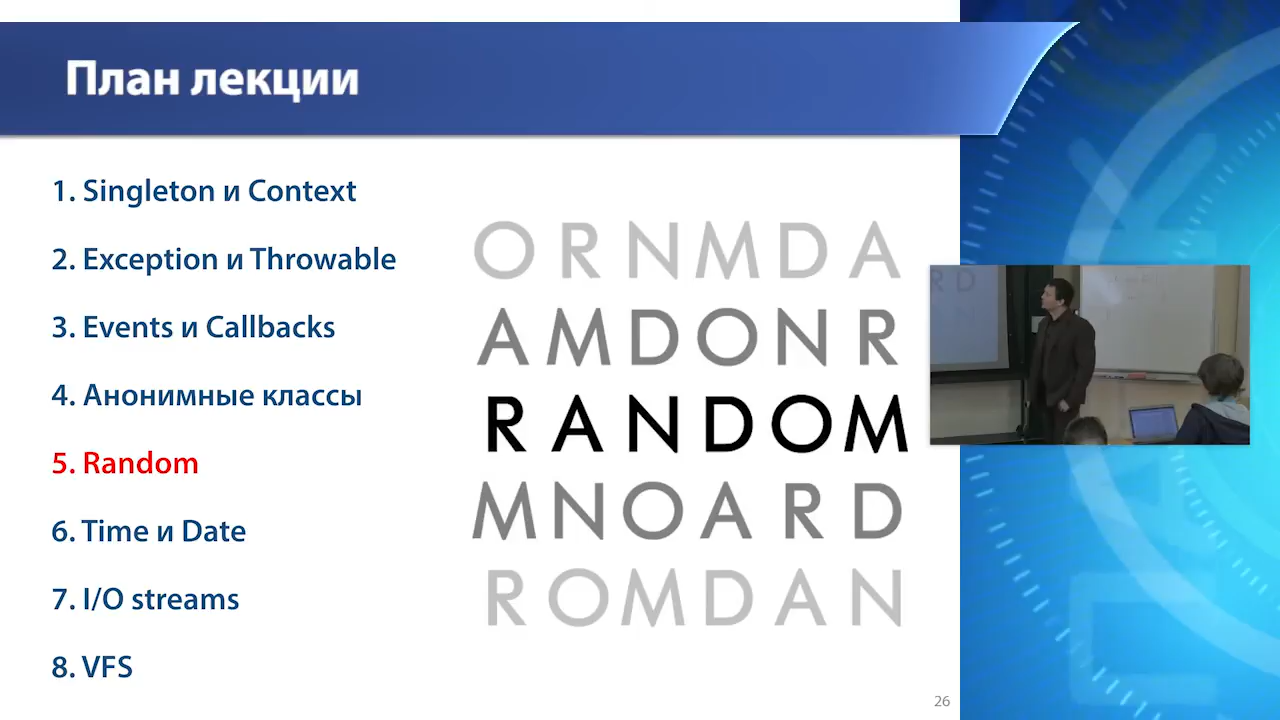 План лекции
1. Singleton и Context
2. Exception и Throwable
3. Events и Callbacks
4. Анонимные классы
5. Random
6. Time и Date
7. I/O streams
8. VFS
ORNMDA
AMDONR
RANDOM
MNOARD
ROMDAN
R D
26